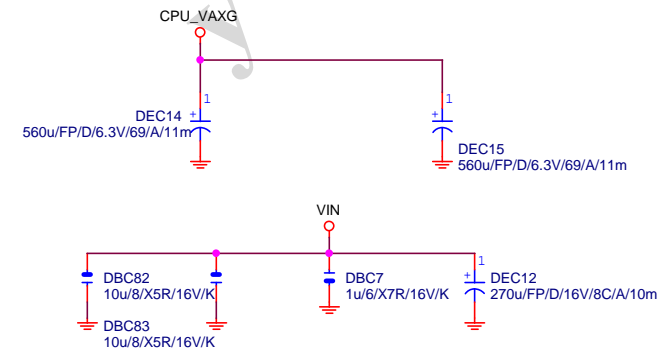 CPU_VAXG
1
+
DEC14
560u/FP/D/6.3V/69/A/11m
1
+
DEC15
560u/FP/D/6.3V/69/A/11m
VIN
DBC82
10u/8/X5R/16V/K
DBC83
10u/8/X5R/16V/K
DBC7
1u/6/X7R/16V/K
1
+
DEC12
270u/FP/D/16V/8C/A/10m